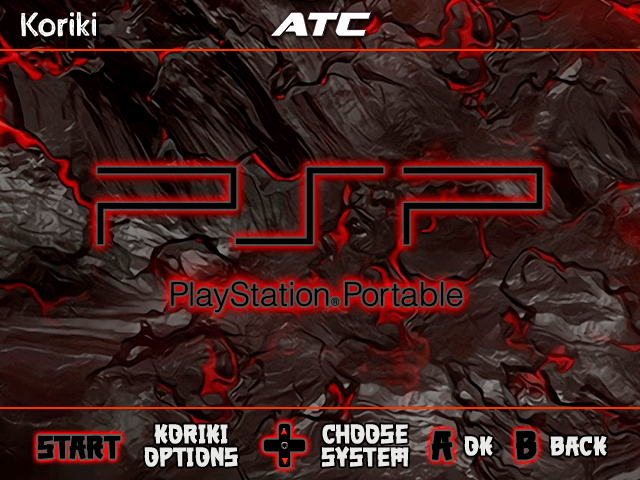 Koriki
ATC
PSP
PlayStation®Portable
START
KORIKI
OPTIONS
CHOOSE
SYSTEM
A OK
B BACK